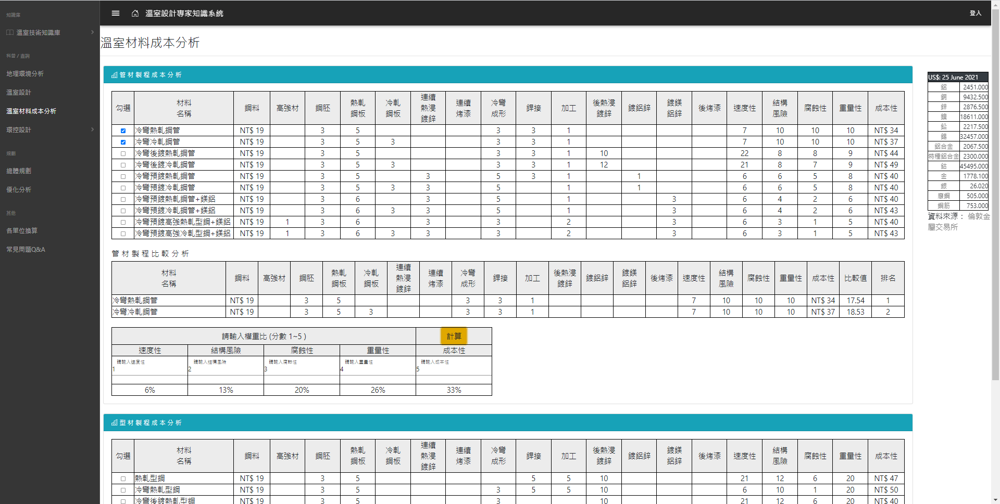 知識庫
溫室技術知識庫
科普 / 查詢
地理環境分析
溫室設計
溫室材料成本分析
環控設計
規劃
總體規劃
優化分析
其他
各單位換算
常見問題Q&A
溫室設計專家知識系統
登入
溫室材料成本分析
管材製程成本分析
勾選 材料名稱 鋼料 高強材 鋼胚 熱軋鋼板 冷軋鋼板 連續熱浸鍍鋅 連續烤漆 冷彎成形 銲接 加工 後熱浸鍍鋅 鍍鋁鋅 鍍鎂鋁鋅 後烤漆 速度性 結構風險 腐蝕性 重量性 成本性
冷彎熱軋鋼管 NT$ 19 3 5 3 3 1 7 10 10 10 NT$ 34
冷彎冷軋鋼管 NT$ 19 3 5 3 3 3 1 7 10 10 10 NT$ 37
冷彎後鍍熱軋鋼管 NT$ 19 3 5 3 3 1 10 22 8 8 9 NT$ 44
冷彎後鍍冷軋鋼管 NT$ 19 3 5 3 3 3 1 12 21 8 7 9 NT$ 49
冷彎預鍍熱軋鋼管 NT$ 19 3 5 3 5 3 1 1 6 6 5 8 NT$ 40
冷彎預鍍冷軋鋼管 NT$ 19 3 5 3 3 5 1 1 6 6 5 8 NT$ 40
冷彎預鍍熱軋鋼管+鎂鋁 NT$ 19 3 6 3 5 1 3 6 4 2 6 NT$ 40
冷彎預鍍冷軋鋼管+鎂鋁 NT$ 19 3 6 3 3 5 1 3 6 4 2 6 NT$ 43
冷彎預鍍高強熱軋型鋼+鎂鋁 NT$ 19 1 3 6 3 3 2 3 6 3 1 5 NT$ 40
冷彎預鍍高強冷軋型鋼+鎂鋁 NT$ 19 1 3 6 3 3 3 2 3 6 3 1 5 NT$ 43
管材製程比較分析
材料名稱 鋼料 高強材 鋼胚 熱軋鋼板 冷軋鋼板 連續熱浸鍍鋅 連續烤漆 冷彎成形 銲接 加工 後熱浸鍍鋅 鍍鋁鋅 鍍鎂鋁鋅 後烤漆 速度性 結構風險 腐蝕性 重量性 成本性 比較值 排名
冷彎熱軋鋼管 NT$ 19 3 5 3 3 1 7 10 10 10 NT$ 34 17.54 1
冷彎冷軋鋼管 NT$ 19 3 5 3 3 3 1 7 10 10 10 NT$ 37 18.53 2
請輸入權重比 (分數 1~5 ) 計算
速度性 結構風險 腐蝕性 重量性 成本性
請輸入速度性 請輸入結構風險 請輸入腐蝕性 請輸入重量性 請輸入成本性
1 2 3 4 5
6% 13% 20% 26% 33%
型材製程成本分析
勾選 材料名稱 鋼料 高強材 鋼胚 熱軋鋼板 冷軋鋼板 連續熱浸鍍鋅 連續烤漆 冷彎成形 銲接 加工 後熱浸鍍鋅 鍍鋁鋅 鍍鎂鋁鋅 後烤漆 速度性 結構風險 腐蝕性 重量性 成本性
熱軋型鋼 NT$ 19 3 5 5 5 10 21 12 6 20 NT$ 47
冷彎熱軋型鋼 NT$ 19 3 5 3 5 5 10 6 10 1 20 NT$ 50
冷彎後鍍熱軋型鋼 NT$ 19 3 5 3 10 21 12 6 20 NT$ 40
US$: 25 June 2021
鋁 2451.000
銅 9432.500
鋅 2876.500
鎳 18611.000
鉛 2217.500
錫 32457.000
鋁合金 2067.500
特種鋁合金 2300.000
鈷 45495.000
金 1778.100
銀 26.020
廢鋼 505.000
鋼筋 753.000
資料來源： 倫敦金
屬交易所